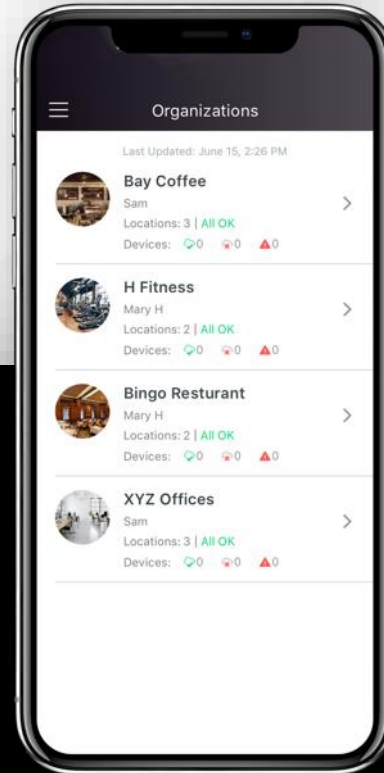 Organizations
Last Updated: June 15, 2:26 PM
Bay Coffee
Sam
Locations: 3 | All OK
Devices: 0 0 0
H Fitness
Mary H
Locations: 2 | All OK
Devices: 0 0 0
Bingo Resturant
Mary H
Locations: 2 | All OK
Devices: 0 0 0
XYZ Offices
Sam
Locations: 3 | All OK
Devices: 0 0 0